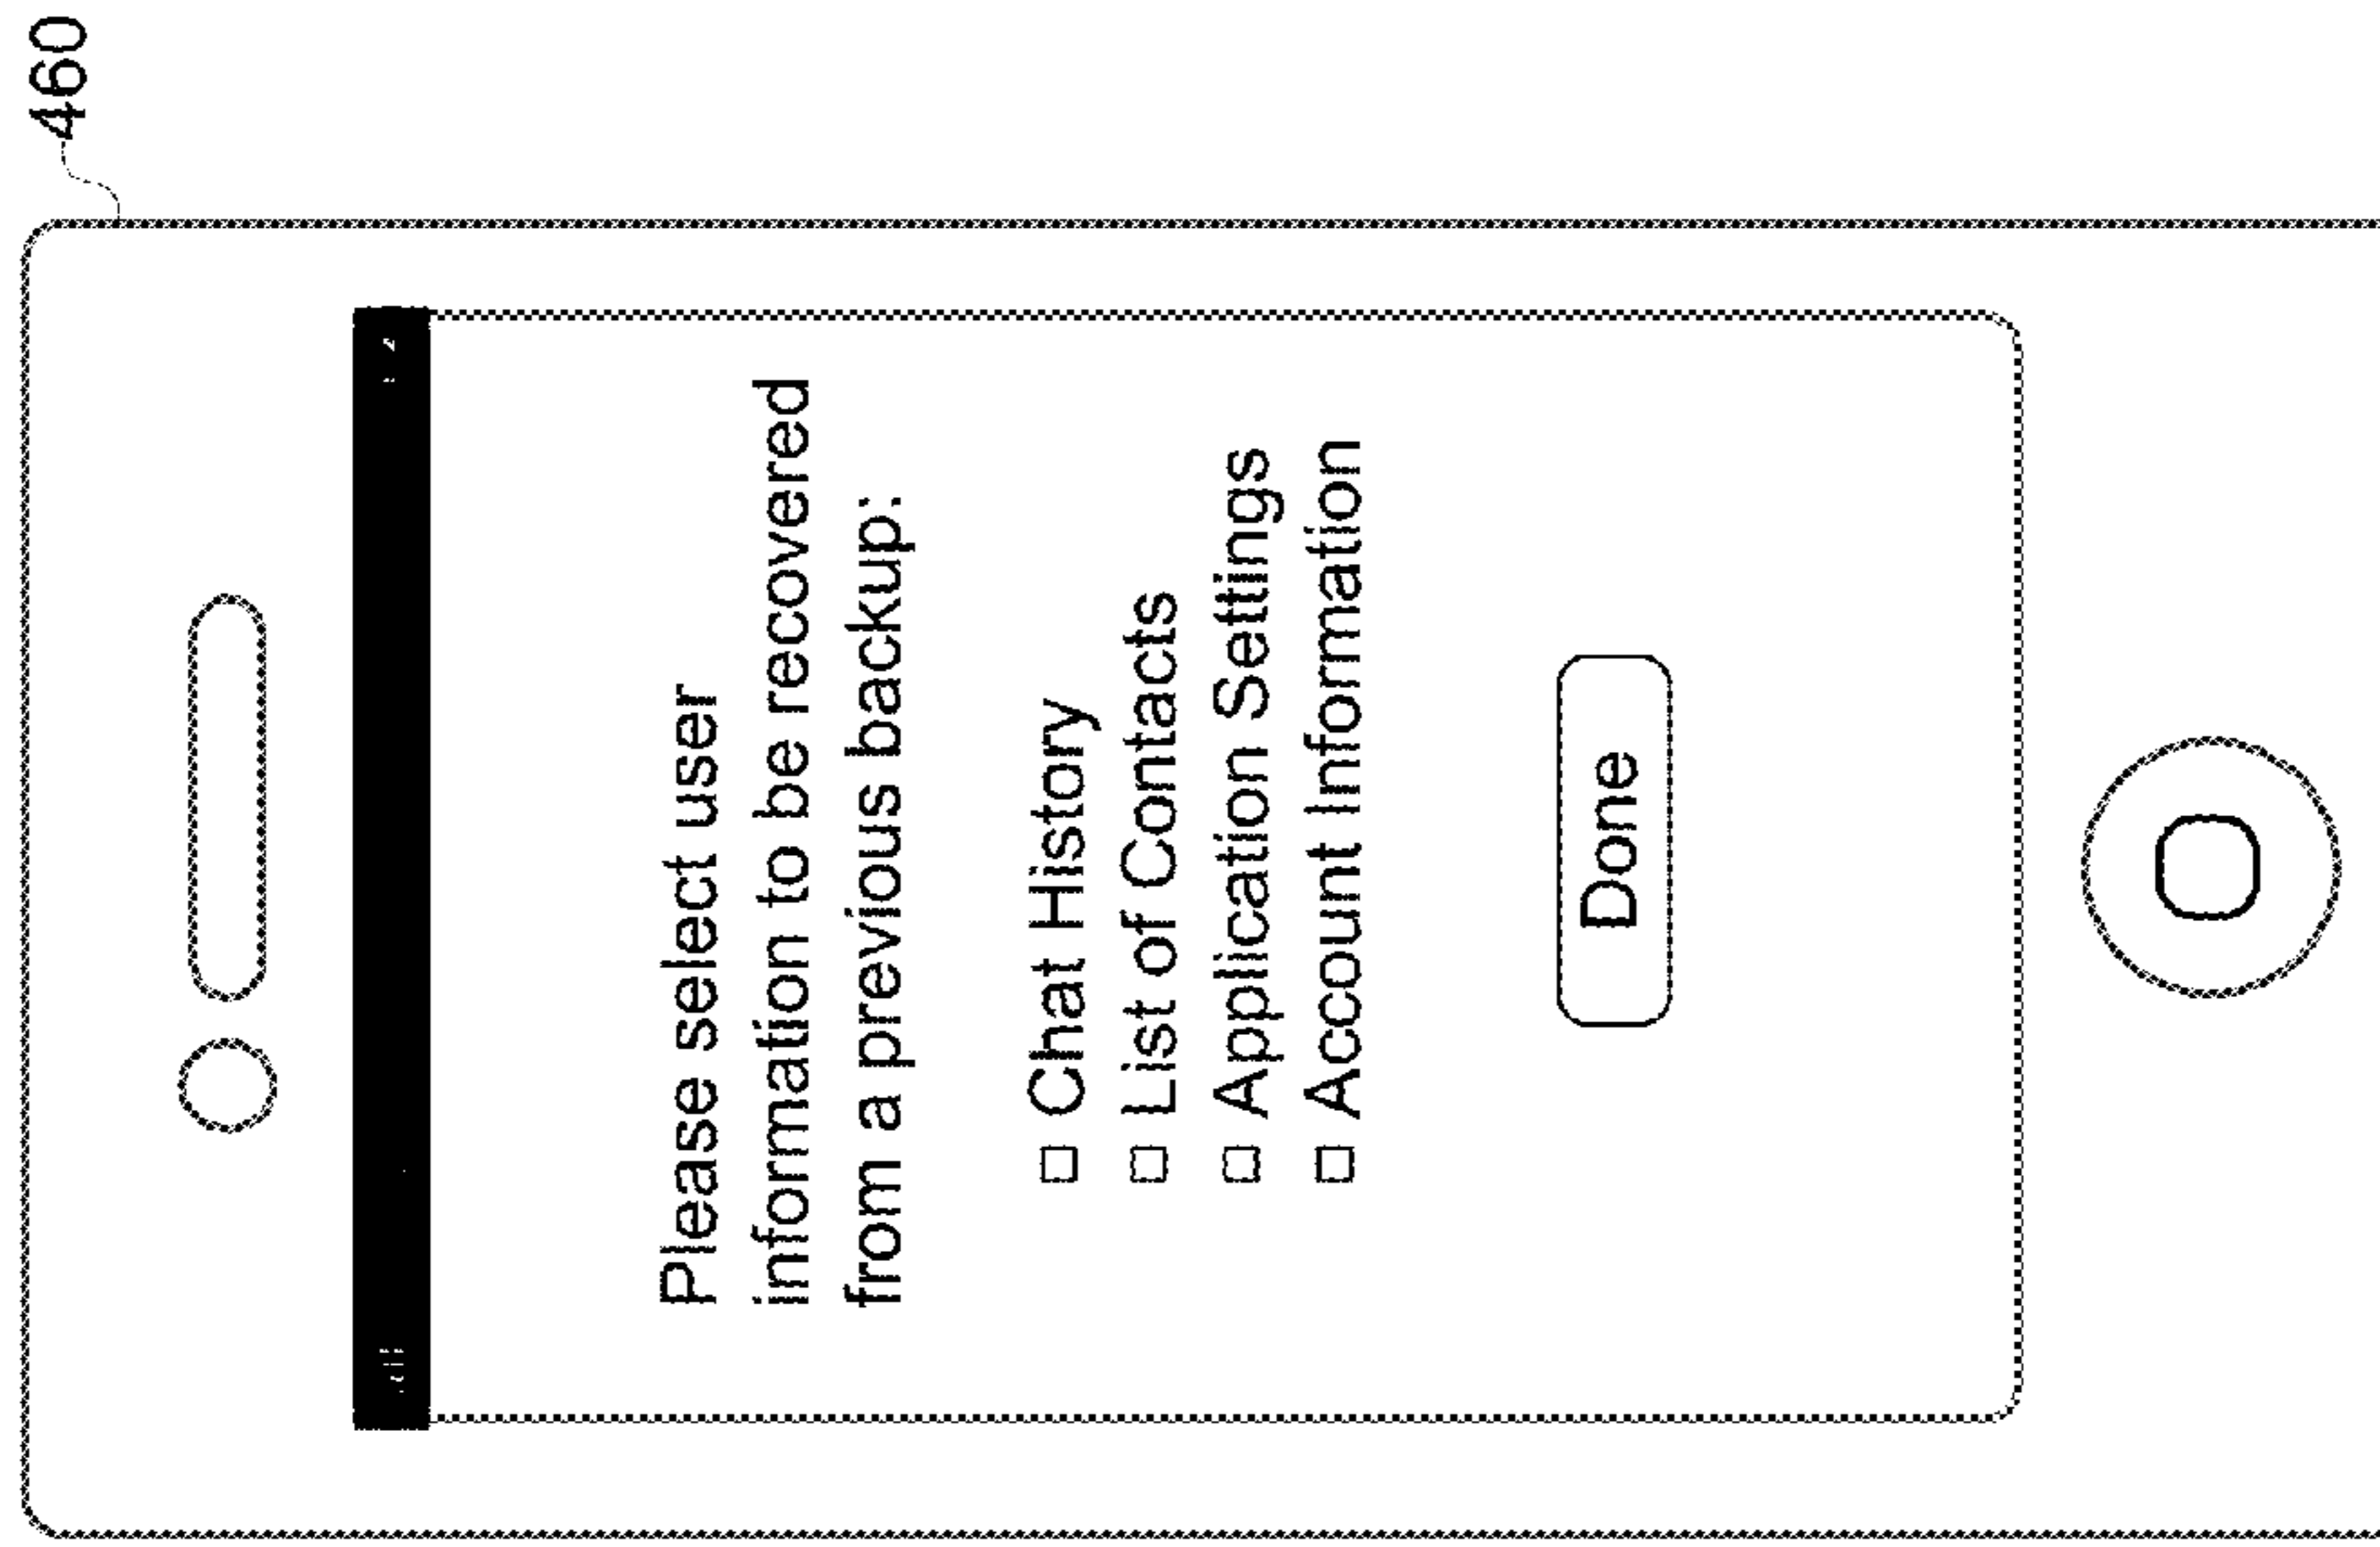 460
Please select user
information to be recovered
from a previous backup:
Chat History
List of Contacts
Application Settings
Account Information
Done